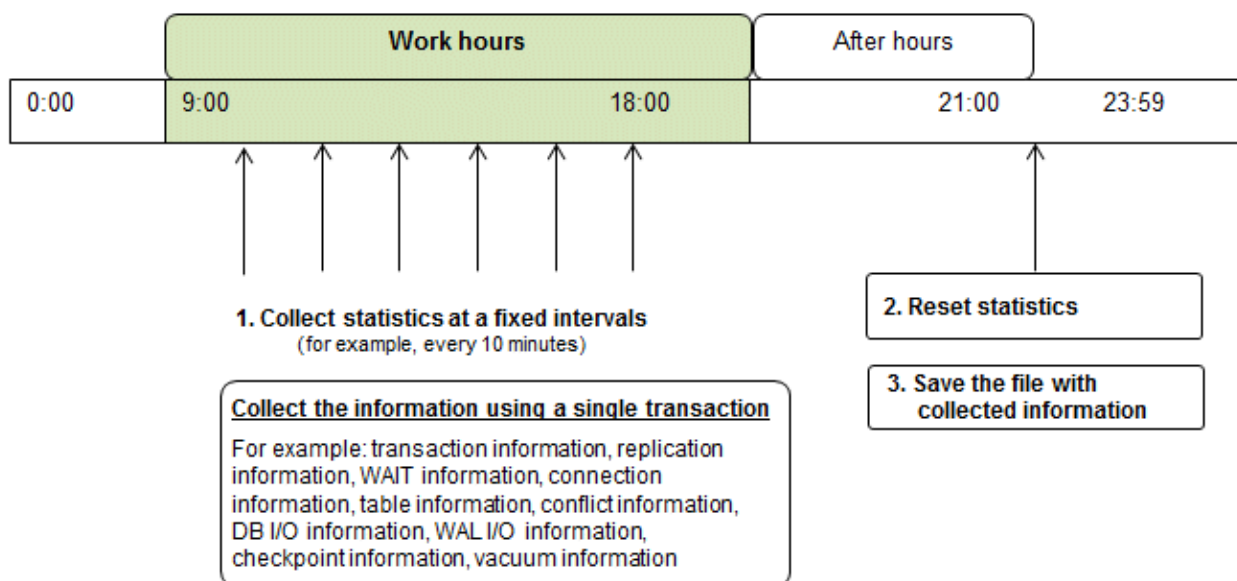 Work hours
After hours
0:00
9:00
18:00
21:00
23:59
1. Collect statistics at a fixed intervals
(for example, every 10 minutes)
2. Reset statistics
3. Save the file with
collected information
Collect the information using a single transaction
For example: transaction information, replication
information, WAIT information, connection
information, table information, conflict information,
DB I/O information, WAL I/O information,
checkpoint information, vacuum information